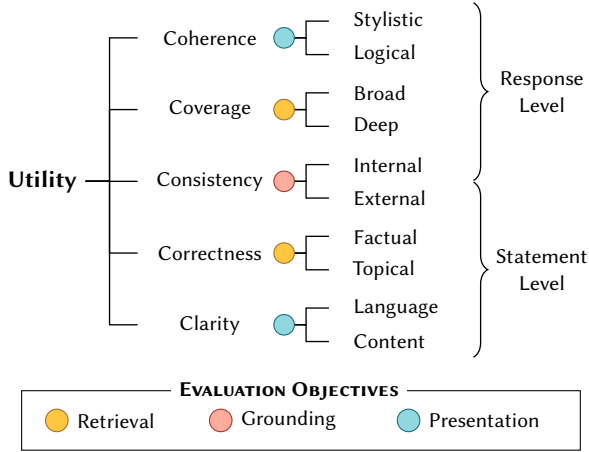 Utility
Coherence
Stylistic
Logical
Coverage
Broad
Deep
Consistency
Internal
External
Correctness
Factual
Topical
Clarity
Language
Content
Response
Level
Statement
Level
Evaluation Objectives
Retrieval
Grounding
Presentation